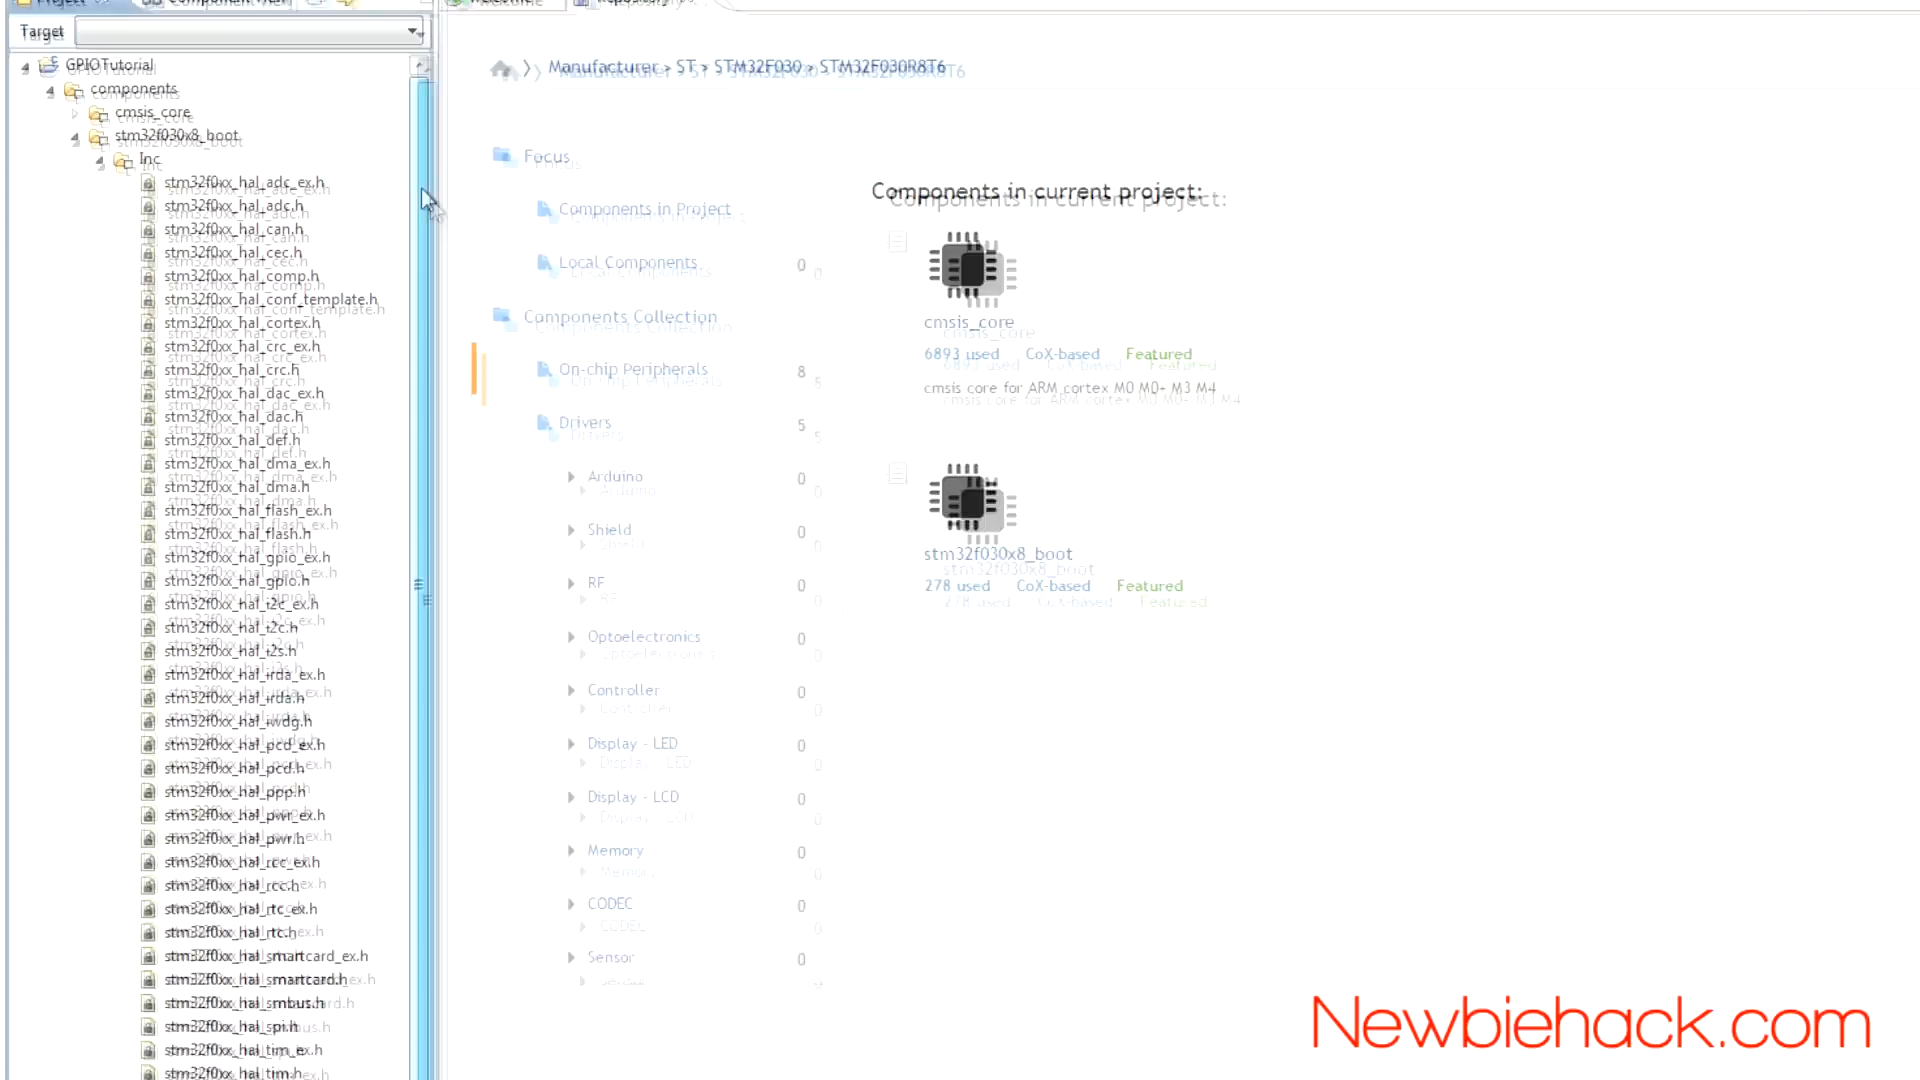 Project
Component
Target
GPIOTutorial
components
cmsis_core
stm32f030x8_boot
Inc
stm32f0xx_hal_adc_ex.h
stm32f0xx_hal_adc.h
stm32f0xx_hal_can.h
stm32f0xx_hal_cec.h
stm32f0xx_hal_comp.h
stm32f0xx_hal_conf_template.h
stm32f0xx_hal_cortex.h
stm32f0xx_hal_crc_ex.h
stm32f0xx_hal_crc.h
stm32f0xx_hal_dac_ex.h
stm32f0xx_hal_dac.h
stm32f0xx_hal_def.h
stm32f0xx_hal_dma_ex.h
stm32f0xx_hal_dma.h
stm32f0xx_hal_flash_ex.h
stm32f0xx_hal_flash.h
stm32f0xx_hal_gpio_ex.h
stm32f0xx_hal_gpio.h
stm32f0xx_hal_i2c_ex.h
stm32f0xx_hal_i2c.h
stm32f0xx_hal_i2s.h
stm32f0xx_hal_irda_ex.h
stm32f0xx_hal_irda.h
stm32f0xx_hal_iwdg.h
stm32f0xx_hal_pcd_ex.h
stm32f0xx_hal_pcd.h
stm32f0xx_hal_ppp.h
stm32f0xx_hal_pwr_ex.h
stm32f0xx_hal_pwr.h
stm32f0xx_hal_rcc_ex.h
stm32f0xx_hal_rcc.h
stm32f0xx_hal_rtc_ex.h
stm32f0xx_hal_rtc.h
stm32f0xx_hal_smartcard_ex.h
stm32f0xx_hal_smartcard.h
stm32f0xx_hal_smbus.h
stm32f0xx_hal_spi.h
stm32f0xx_hal_tim_ex.h
stm32f0xx_hal_tim.h
Manufacturer > ST > STM32F030 > STM32F030R8T6
Focus
Components in Project
Local Components 0
Components Collection
On-chip Peripherals 8
Drivers 5
Arduino 0
Shield 0
RF 0
Optoelectronics 0
Controller 0
Display - LED 0
Display - LCD 0
Memory 0
CODEC 0
Sensor 0
Components in current project:
cmsis_core
6893 used CoX-based Featured
cmsis core for ARM cortex M0 M0+ M3 M4
stm32f030x8_boot
278 used CoX-based Featured
Newbiehack.com